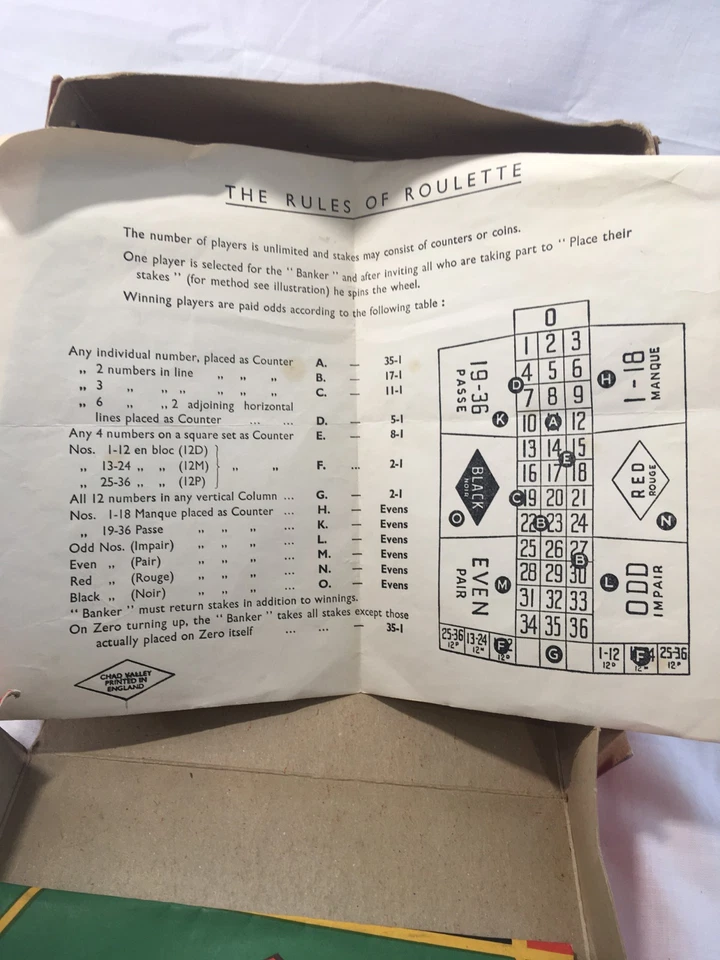 THE RULES OF ROULETTE
The number of players is unlimited and stakes may consist of counters or coins.
One player is selected for the "Banker" and after inviting all who are taking part to "Place their
stakes" (for method see illustration) he spins the wheel.
Winning players are paid odds according to the following table :
Any individual number, placed as Counter A. — 35-1
„ 2 numbers in line „ „ „ B. — 17-1
„ 3 „ „ „ „ „ C. — 11-1
„ 6 „ „ 2 adjoining horizontal
lines placed as Counter ... ... D. — 5-1
Any 4 numbers on a square set as Counter E. — 8-1
Nos. 1-12 en bloc (12D)
„ 13-24 „ „ (12M) } „ „ F. ... 2-1
„ 25-36 „ „ (12P)
All 12 numbers in any vertical Column ... G. — 2-1
Nos. 1-18 Manque placed as Counter ... H. — Evens
„ 19-36 Passe „ „ „ K. — Evens
Odd Nos. (Impair) „ „ „ L. — Evens
Even „ (Pair) „ „ „ M. — Evens
Red „ (Rouge) „ „ „ N. — Evens
Black „ (Noir) „ „ „ O. — Evens
"Banker" must return stakes in addition to winnings.
On Zero turning up, the "Banker" takes all stakes except those
actually placed on Zero itself ... ... — 35-1
CHAD VALLEY
PRINTED IN
ENGLAND
0
1 2 3
4 5 6
D
7 8 9
10 A 12
13 14 15
E
16 17 18
C 19 20 21
22 B 23 24
25 26 27
B
28 29 30
31 32 33
34 35 36
G
19-36
PASSE
K
BLACK
NOIR
O
EVEN
PAIR
M
25-36 13-24 F
12P 12M 12D
H
1-18
MANQUE
RED
ROUGE
N
L
ODD
IMPAIR
1-12 F 25-36
12D 12M 12P